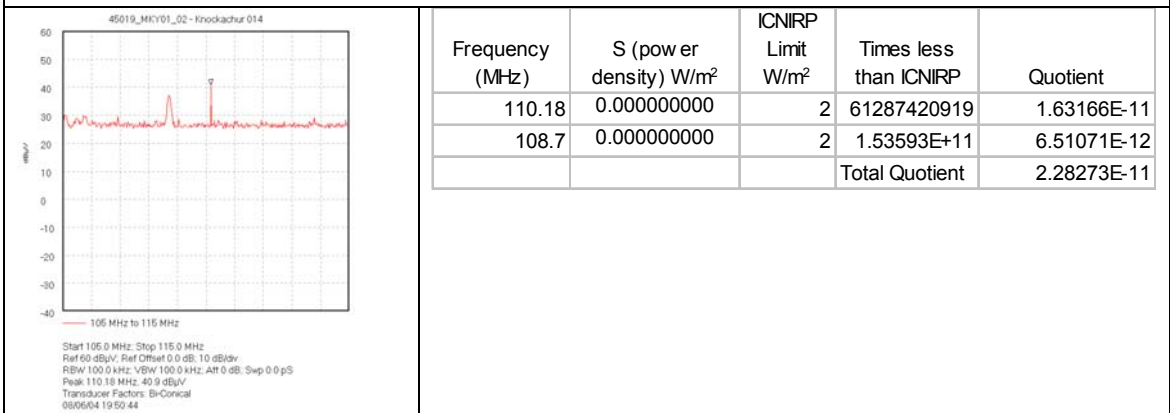 45019_MKY01_02 - Knockachur 014
60
50
40
30
20
10
0
-10
-20
-30
-40
dBµV
105 MHz to 115 MHz
Start 105.0 MHz; Stop 115.0 MHz
Ref 60 dBµV; Ref Offset 0.0 dB; 10 dB/div
RBW 100.0 kHz; VBW 100.0 kHz; Att 0 dB; Swp 0.0 pS
Peak 110.18 MHz, 40.9 dBµV
Transducer Factors: Bi-Conical
08/06/04 19:50:44
Frequency (MHz) S (pow er density) W/m² ICNIRP Limit W/m² Times less than ICNIRP Quotient
110.18 0.000000000 2 61287420919 1.63166E-11
108.7 0.000000000 2 1.53593E+11 6.51071E-12
Total Quotient 2.28273E-11